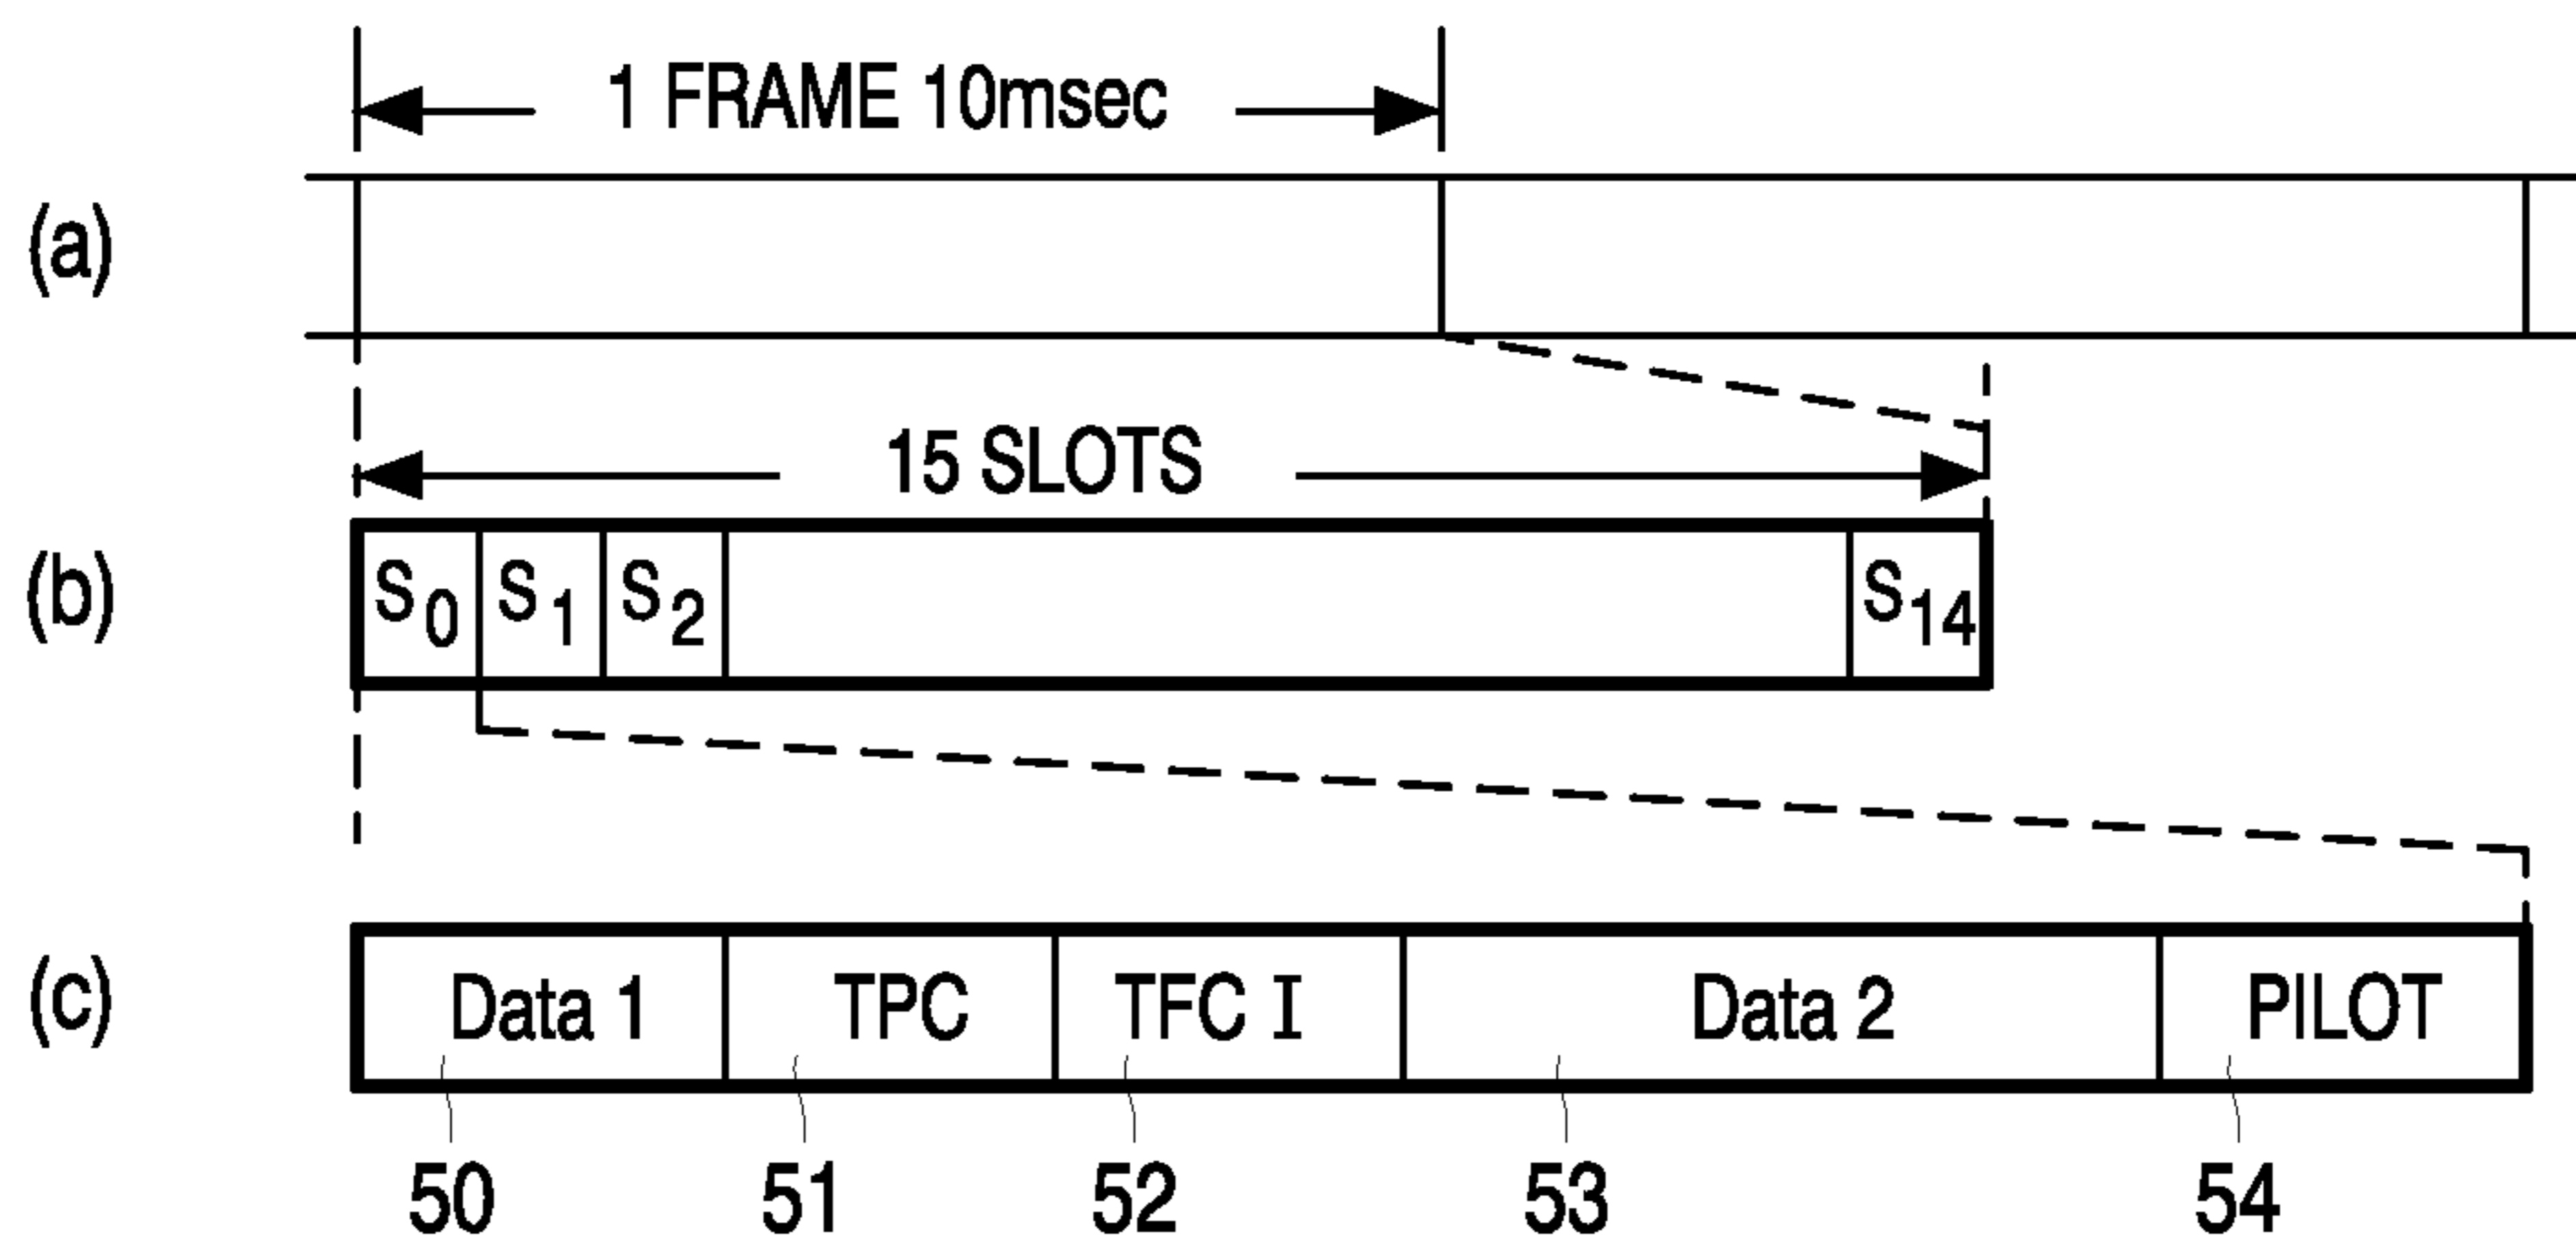 1 FRAME 10msec
(a)
15 SLOTS
(b) S0 S1 S2 S14
(c) Data 1 TPC TFC I Data 2 PILOT
50 51 52 53 54